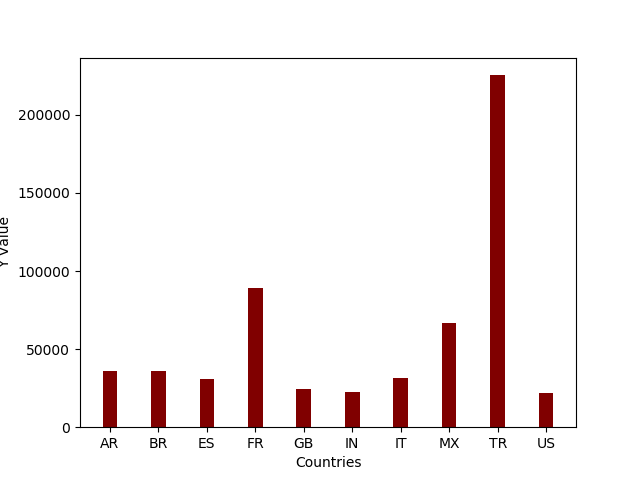 Y Value
200000
150000
100000
50000
0
AR BR ES FR GB IN IT MX TR US
Countries